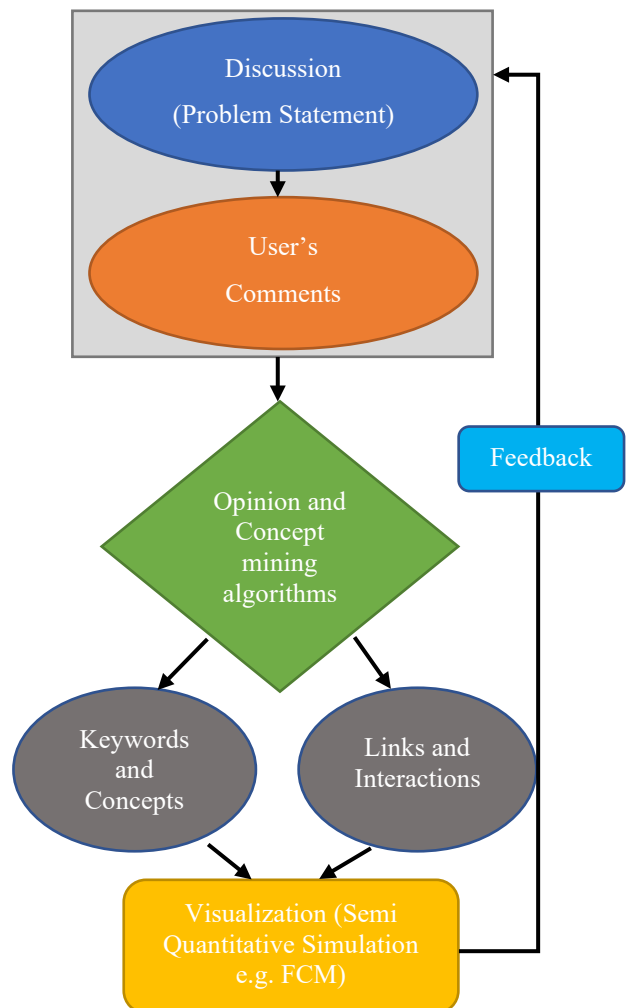 Discussion
(Problem Statement)
User’s
Comments
Feedback
Opinion and
Concept
mining
algorithms
Keywords
and
Concepts
Links and
Interactions
Visualization (Semi
Quantitative Simulation
e.g. FCM)